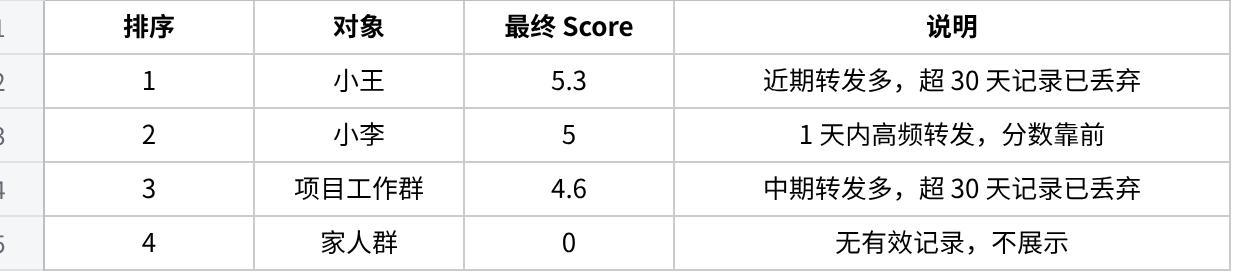 排序 对象 最终 Score 说明
1 小王 5.3 近期转发多，超 30 天记录已丢弃
2 小李 5 1 天内高频转发，分数靠前
3 项目工作群 4.6 中期转发多，超 30 天记录已丢弃
4 家人群 0 无有效记录，不展示